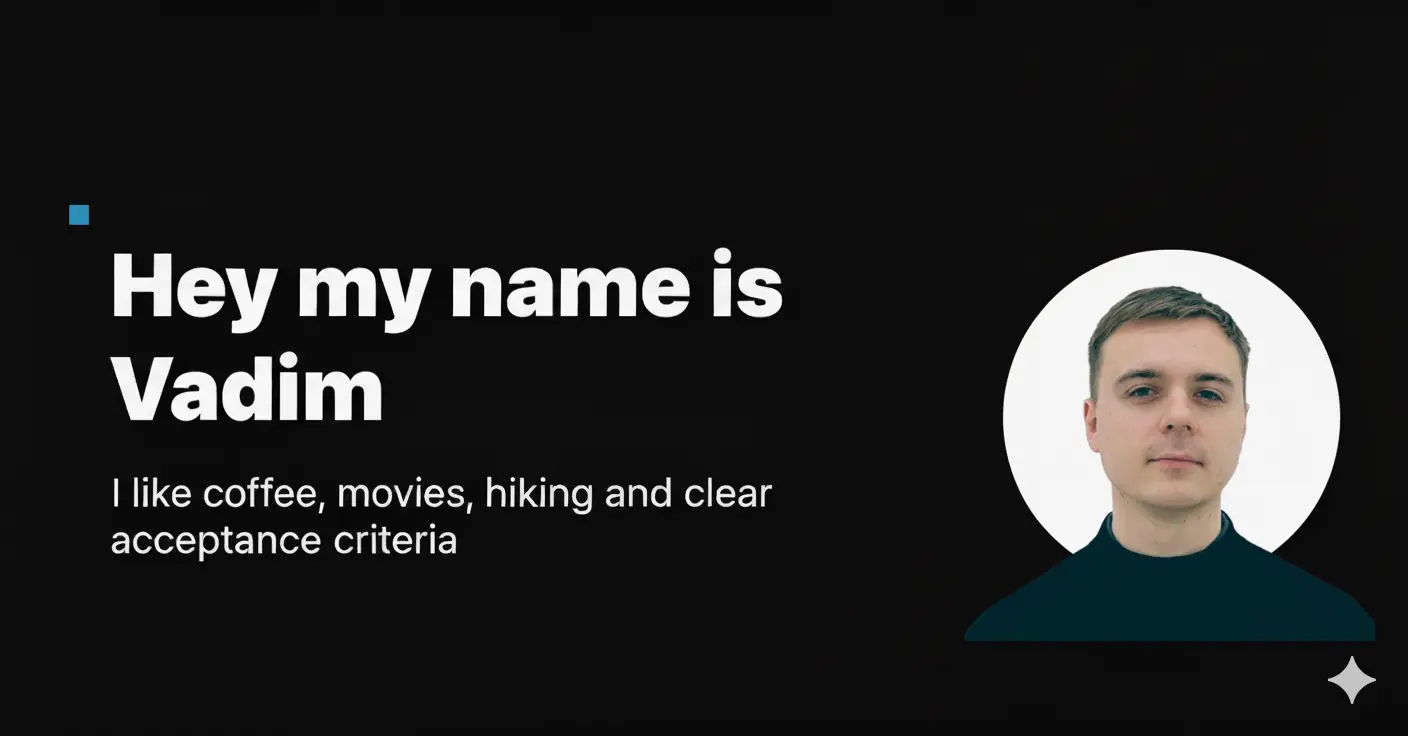 Hey my name is
Vadim
I like coffee, movies, hiking and clear
acceptance criteria